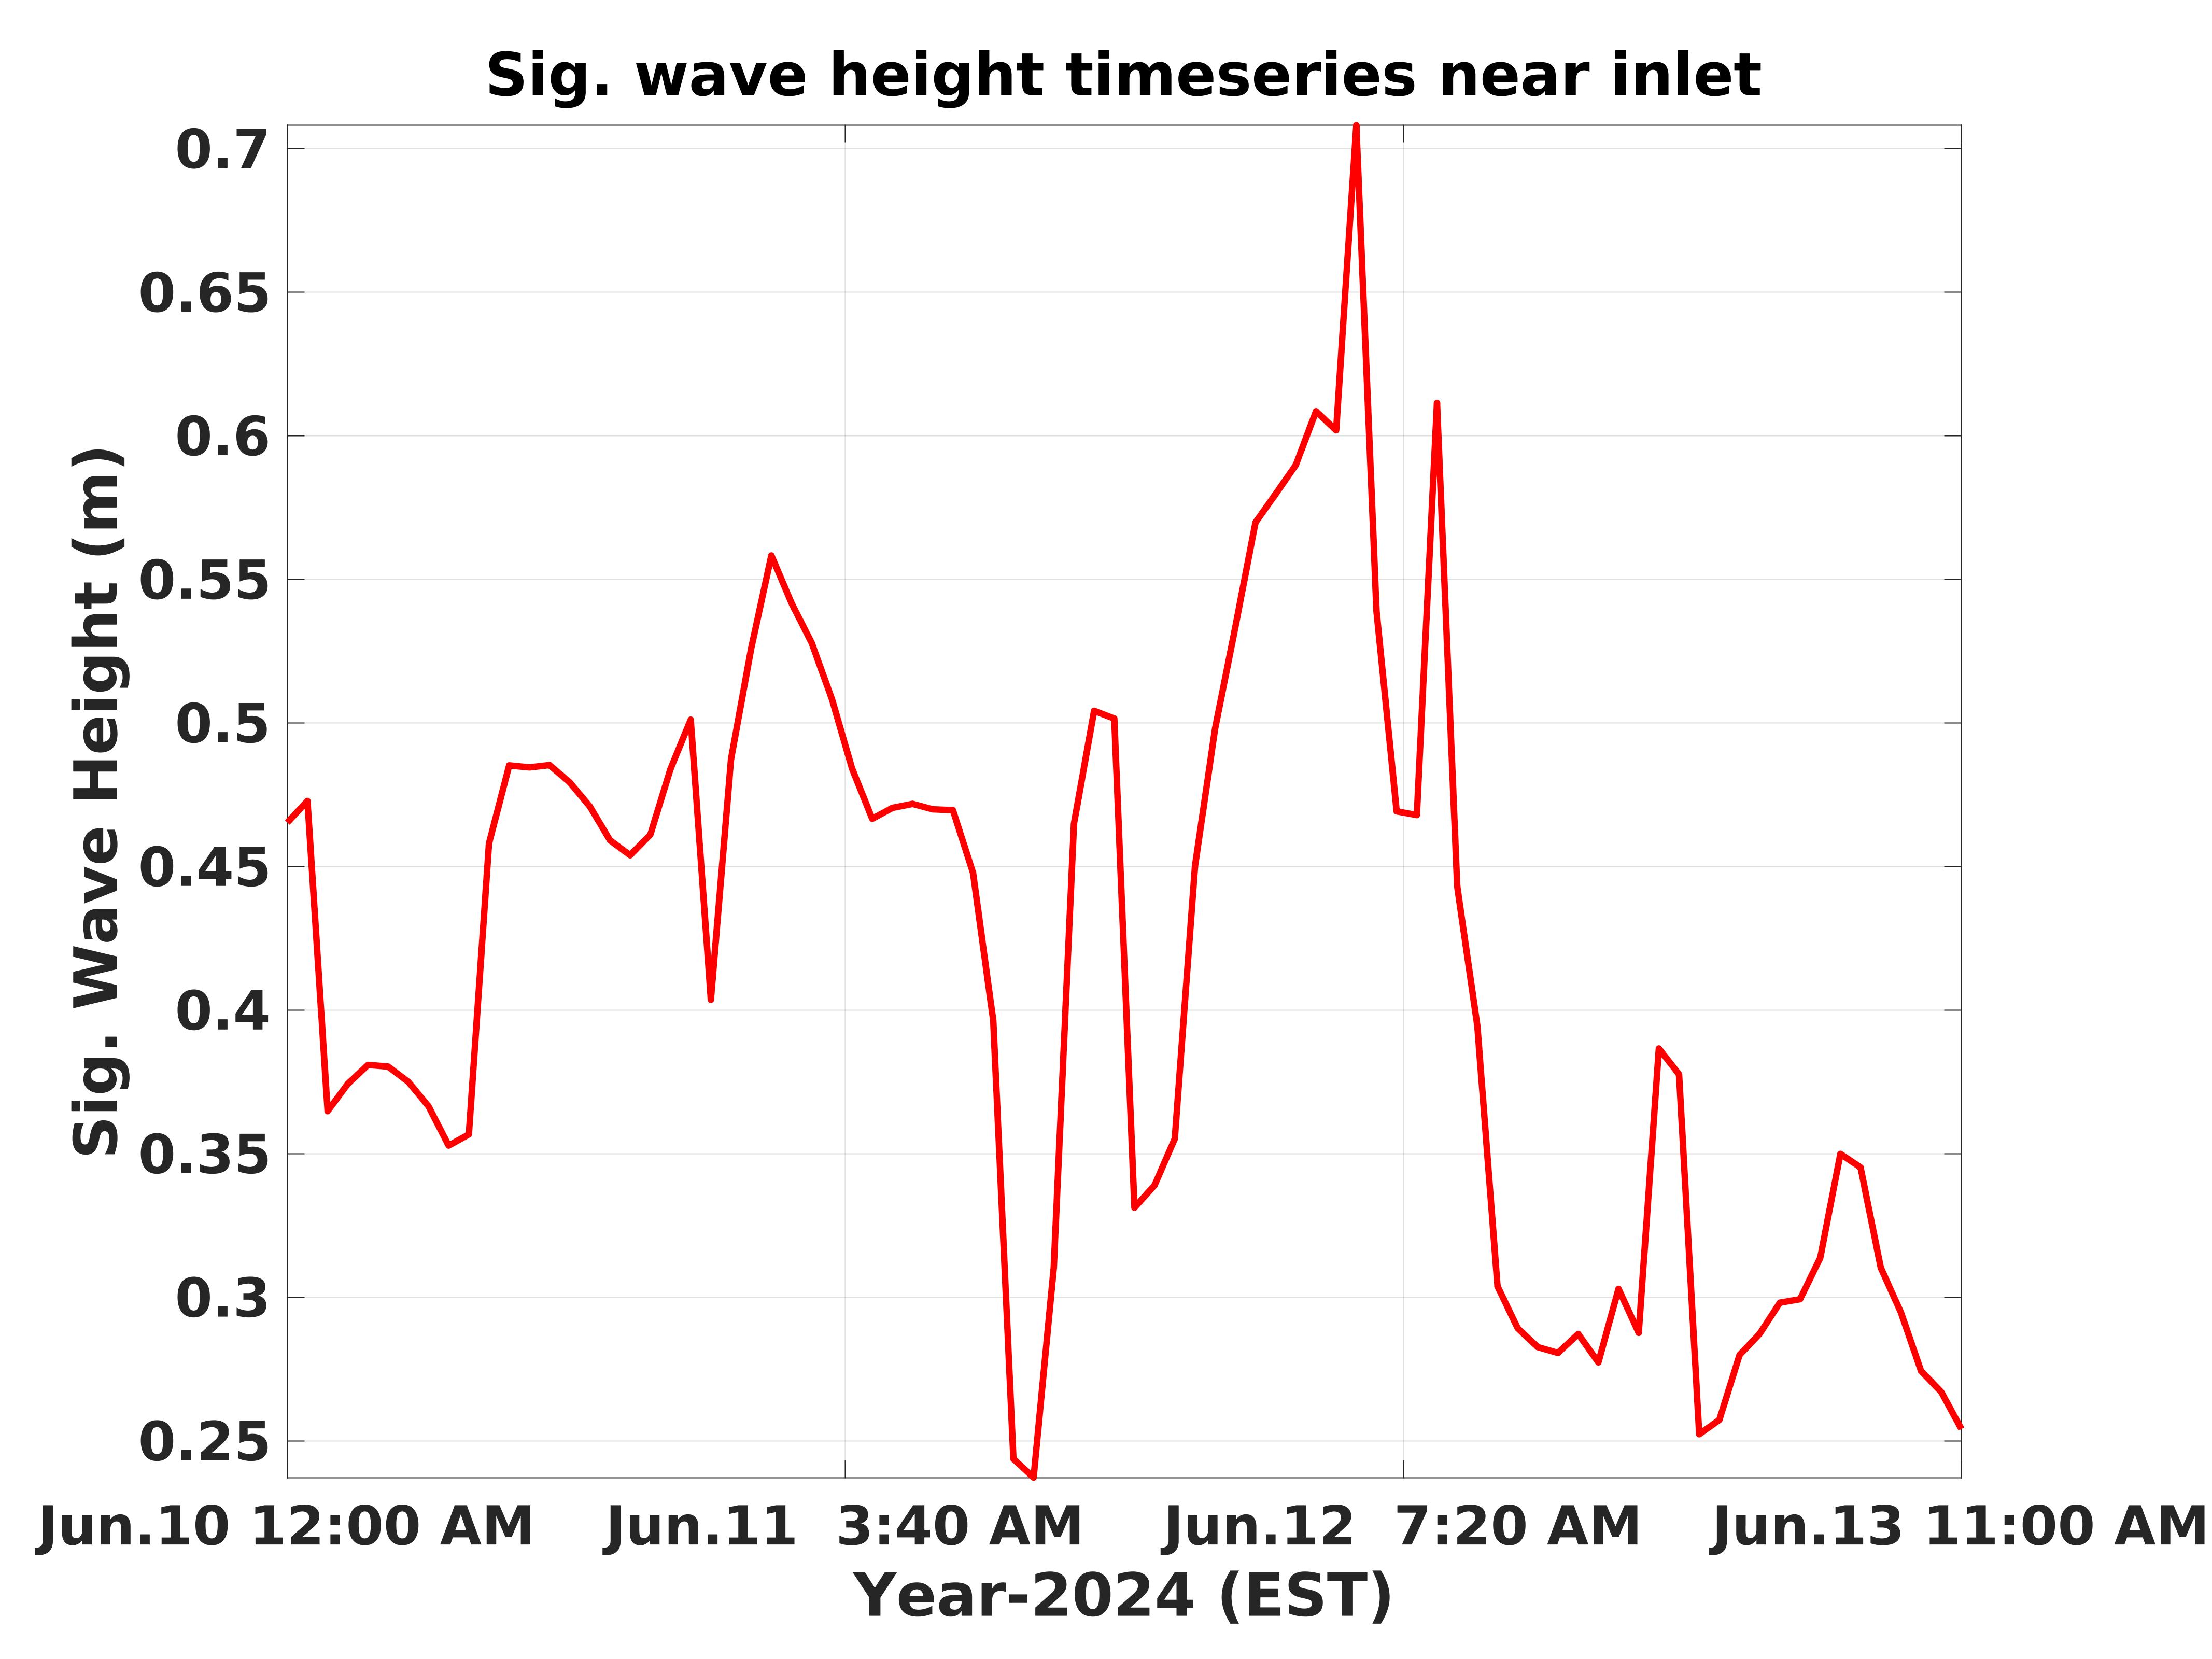 Sig. wave height timeseries near inlet
0.7
0.65
0.6
0.55
0.5
0.45
0.4
0.35
0.3
0.25
Sig. Wave Height (m)
Jun.10 12:00 AM Jun.11 3:40 AM Jun.12 7:20 AM Jun.13 11:00 AM
Year-2024 (EST)